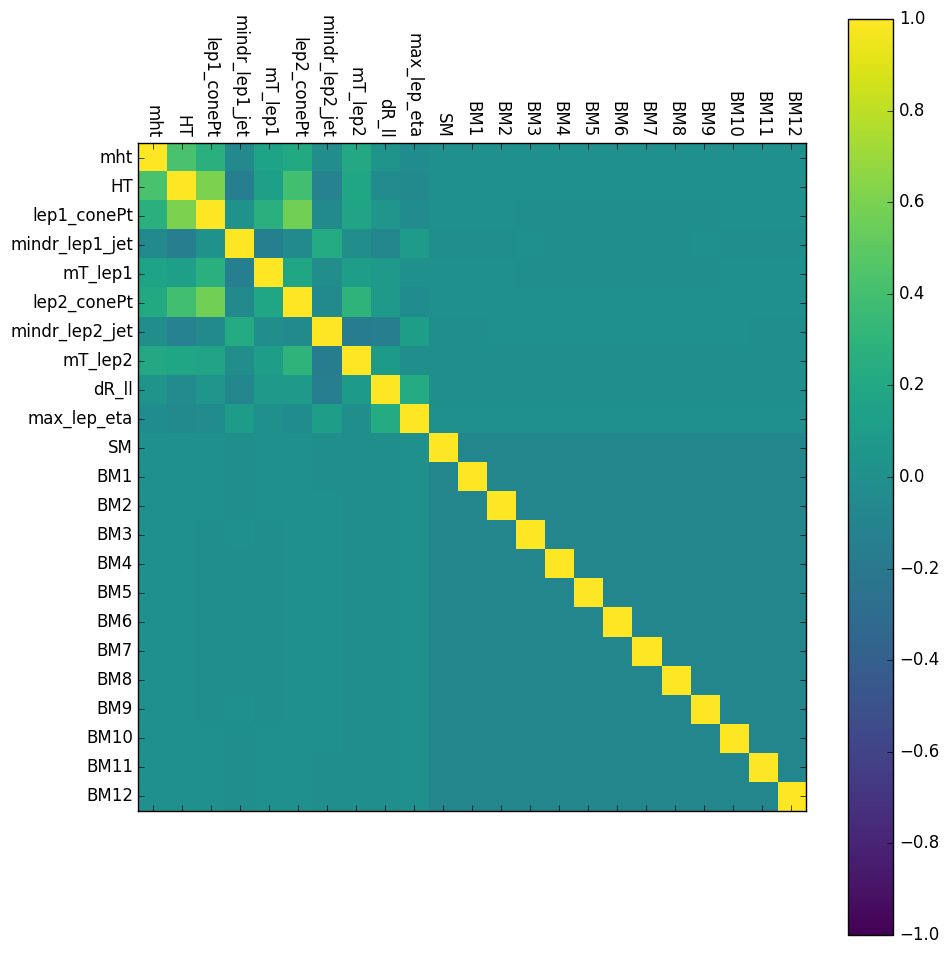 mht
HT
lep1_conePt
mindr_lep1_jet
mT_lep1
lep2_conePt
mindr_lep2_jet
mT_lep2
dR_ll
max_lep_eta
SM
BM1
BM2
BM3
BM4
BM5
BM6
BM7
BM8
BM9
BM10
BM11
BM12
mht
HT
lep1_conePt
mindr_lep1_jet
mT_lep1
lep2_conePt
mindr_lep2_jet
mT_lep2
dR_ll
max_lep_eta
SM
BM1
BM2
BM3
BM4
BM5
BM6
BM7
BM8
BM9
BM10
BM11
BM12
1.0
0.8
0.6
0.4
0.2
0.0
−0.2
−0.4
−0.6
−0.8
−1.0